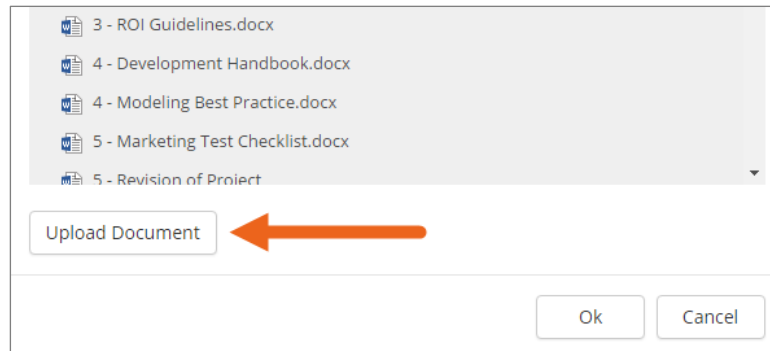 3 - ROI Guidelines.docx
4 - Development Handbook.docx
4 - Modeling Best Practice.docx
5 - Marketing Test Checklist.docx
5 - Revision of Project
Upload Document
Ok
Cancel